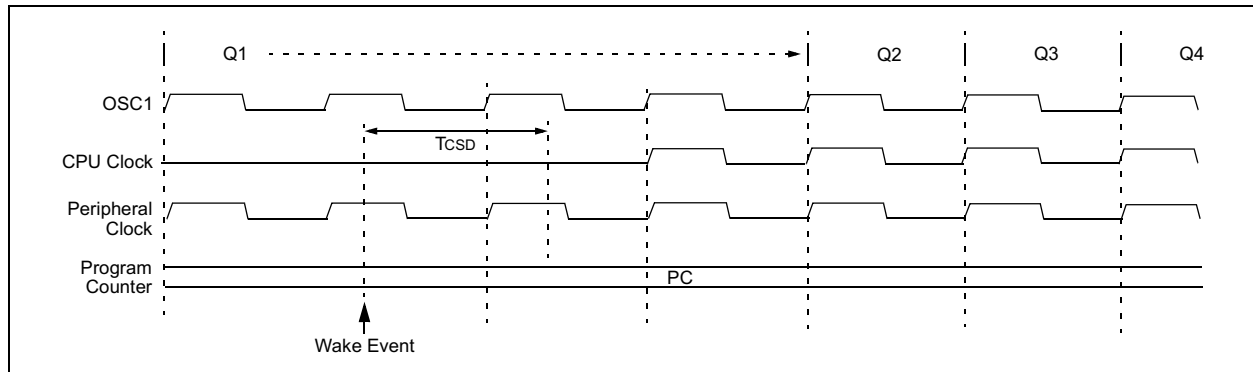 Q1 Q2 Q3 Q4
OSC1
TCSD
CPU Clock
Peripheral
Clock
Program
Counter
PC
Wake Event